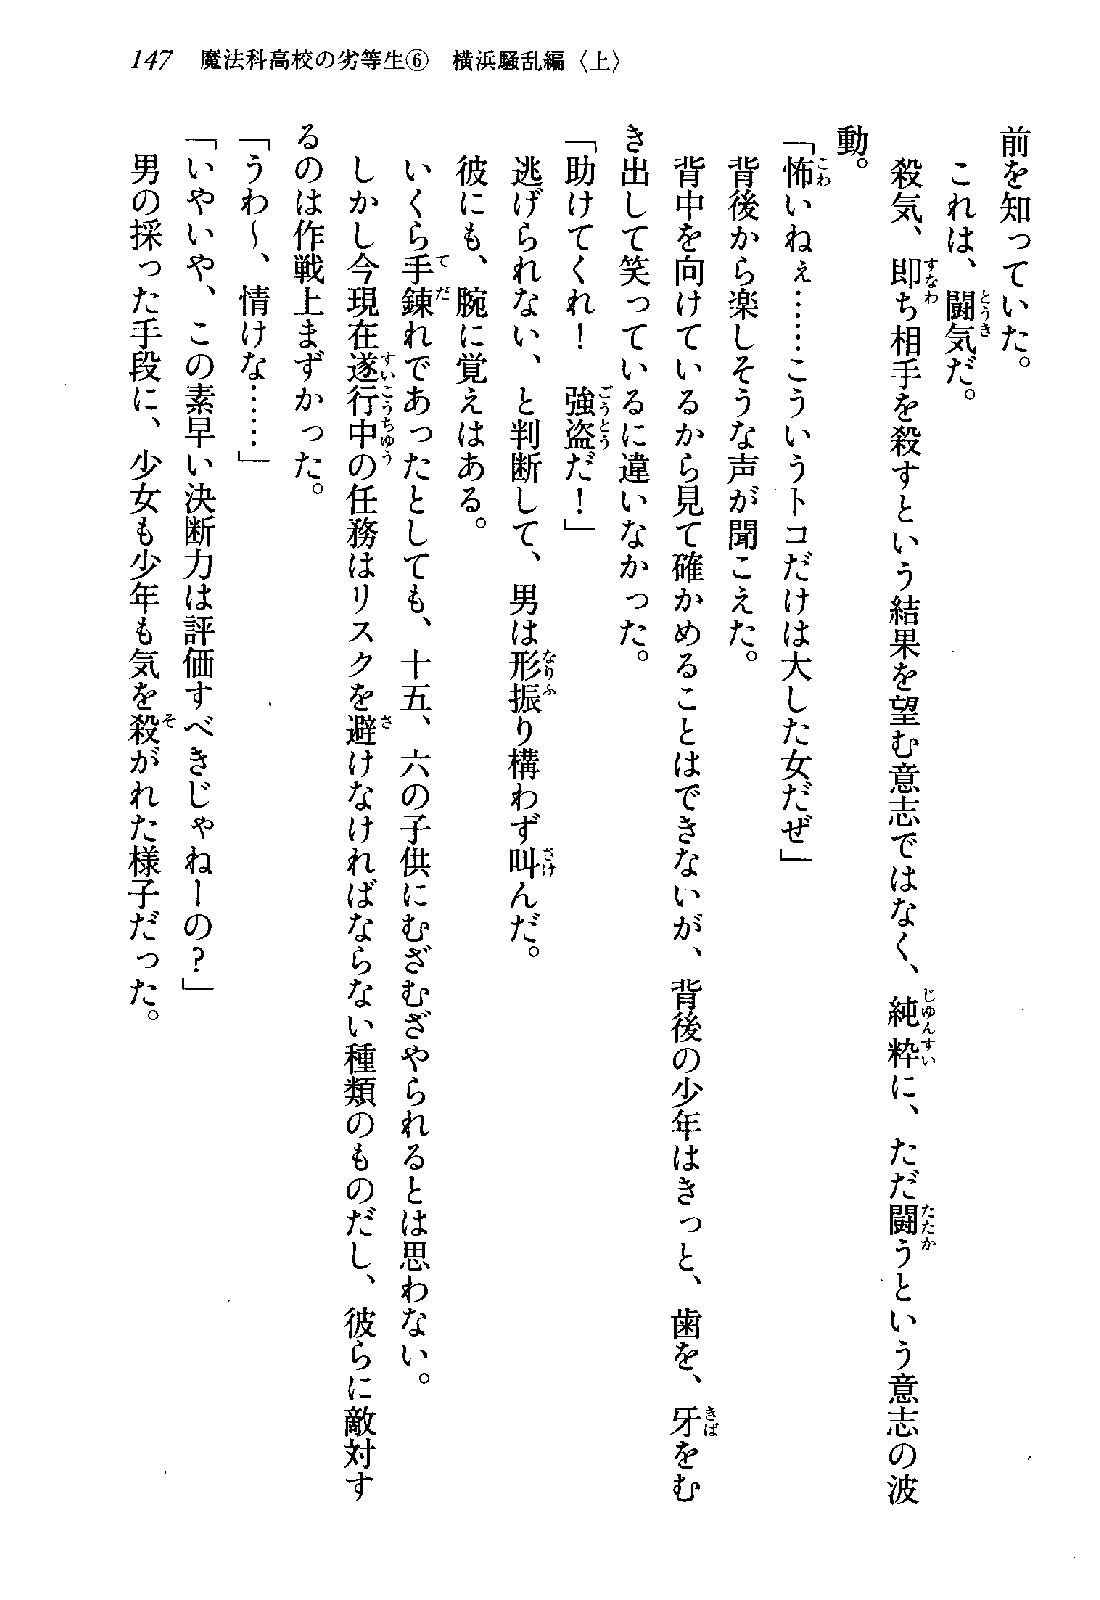 147　魔法科高校の劣等生⑥　横浜騒乱編〈上〉
前を知っていた。
これは、闘気だ。
殺気、即ち相手を殺すという結果を望む意志ではなく、純粋に、ただ闘うという意志の波
動。
「怖いねぇ……こういうトコだけは大した女だぜ」
背後から楽しそうな声が聞こえた。
背中を向けているから見て確かめることはできないが、背後の少年はきっと、歯を、牙をむ
き出して笑っているに違いなかった。
「助けてくれ！　強盗だ！」
逃げられない、と判断して、男は形振り構わず叫んだ。
彼にも、腕に覚えはある。
いくら手錬れであったとしても、十五、六の子供にむざむざやられるとは思わない。
しかし今現在遂行中の任務はリスクを避けなければならない種類のものだし、彼らに敵対す
るのは作戦上まずかった。
「うわ～、情けな……」
「いやいや、この素早い決断力は評価すべきじゃねーの？」
男の採った手段に、少女も少年も気を殺がれた様子だった。